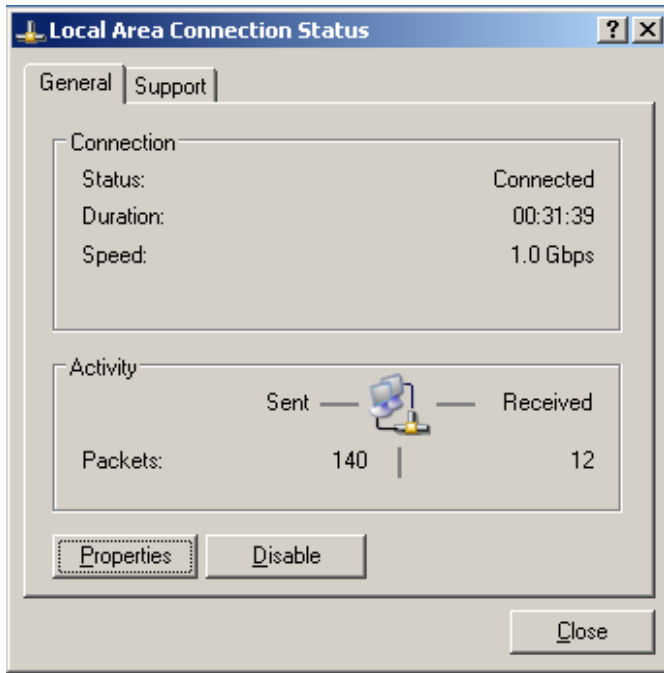 Local Area Connection Status
General Support
Connection
Status: Connected
Duration: 00:31:39
Speed: 1.0 Gbps
Activity
Sent Received
Packets: 140 12
Properties Disable
Close